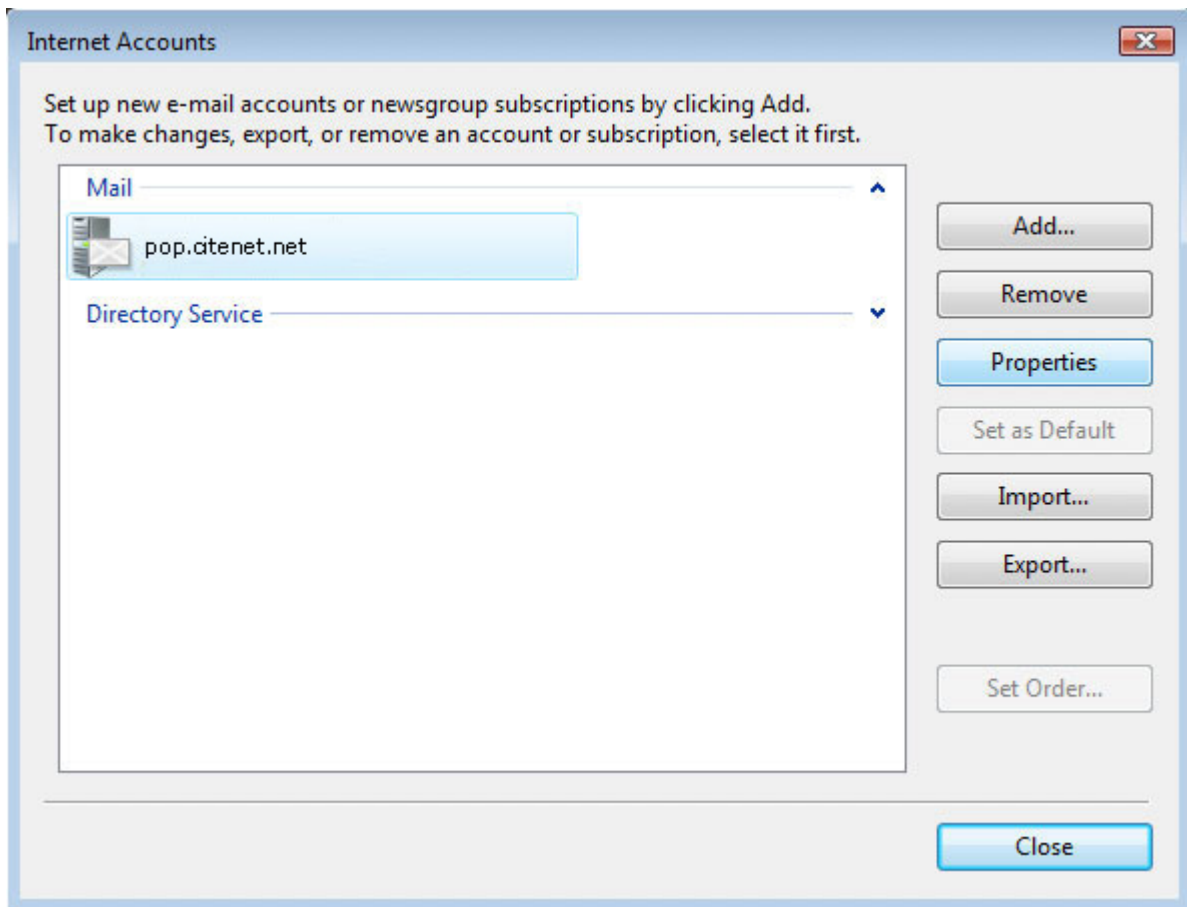 Internet Accounts
Set up new e-mail accounts or newsgroup subscriptions by clicking Add.
To make changes, export, or remove an account or subscription, select it first.
Mail
pop.citenet.net
Directory Service
Add...
Remove
Properties
Set as Default
Import...
Export...
Set Order...
Close